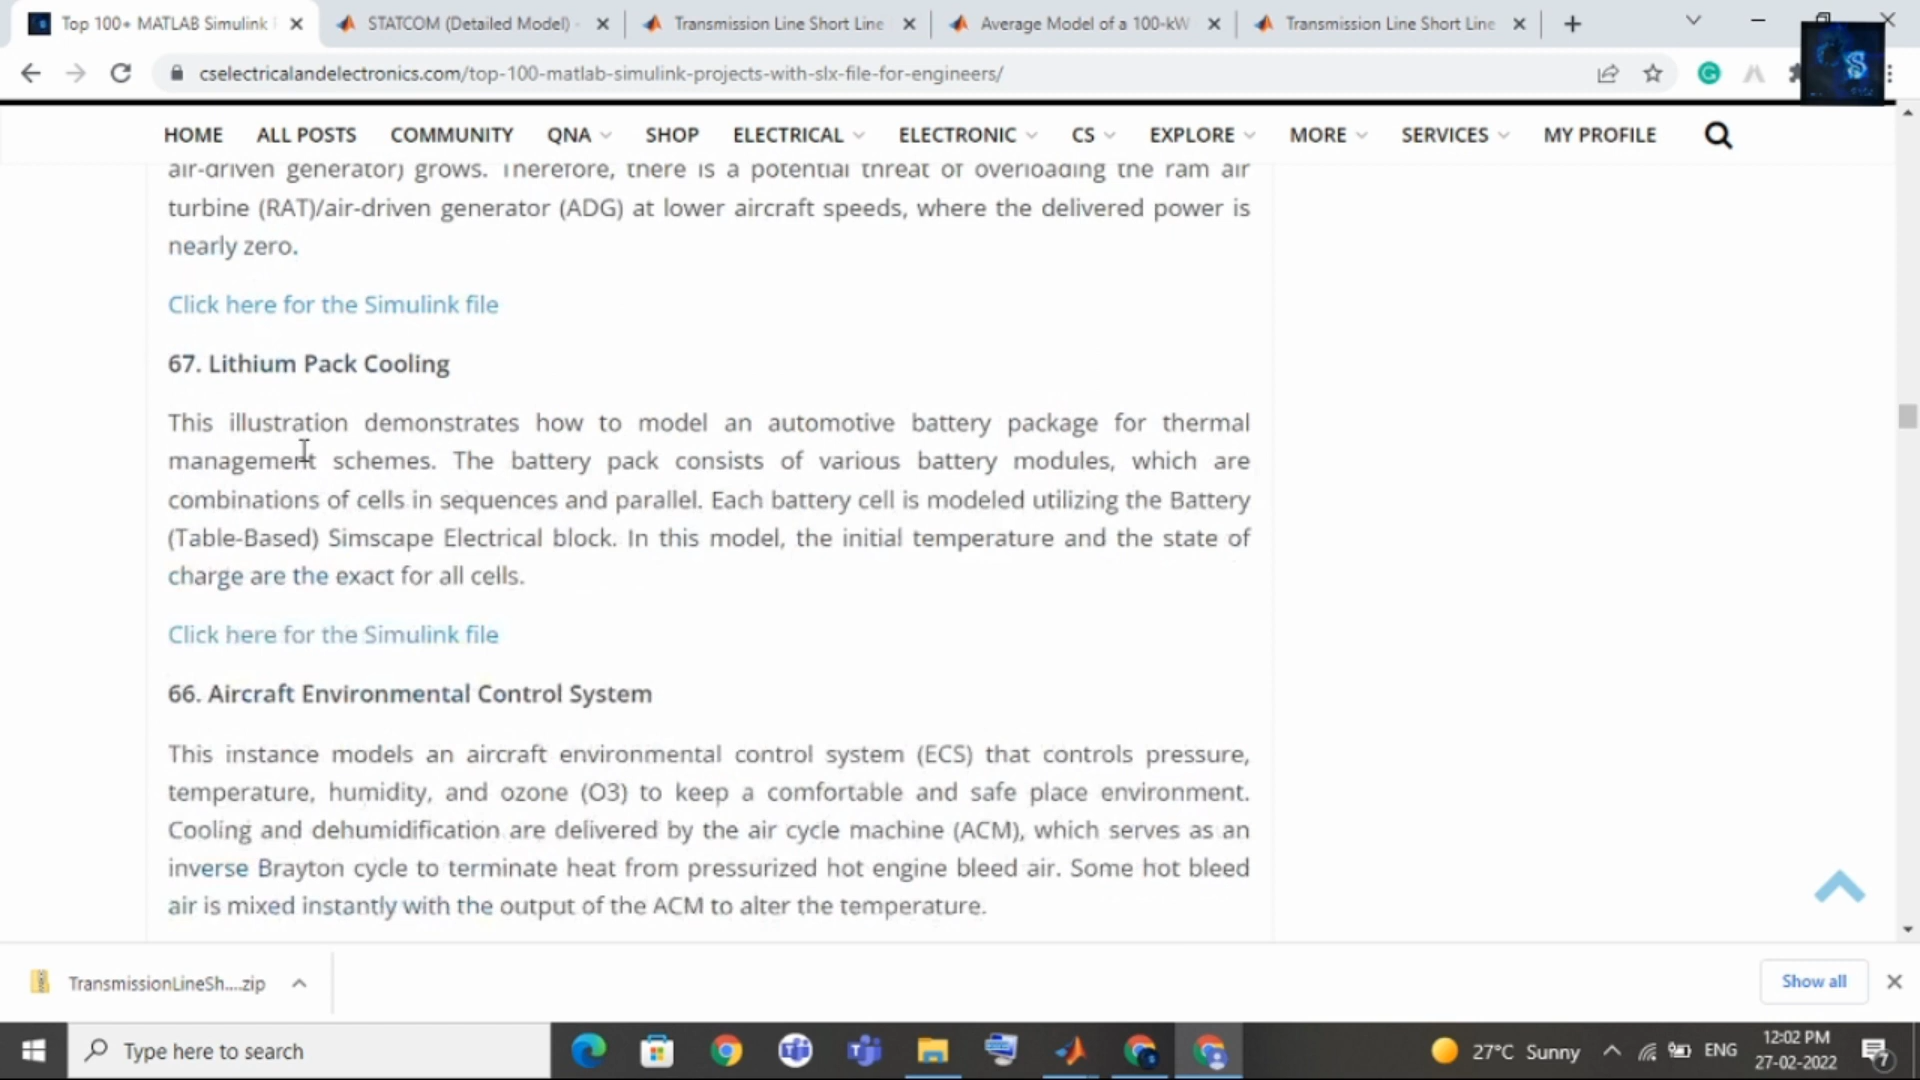 Top 100+ MATLAB Simulink
STATCOM (Detailed Model) -
Transmission Line Short Line
Average Model of a 100-kW
Transmission Line Short Line
cselectricalandelectronics.com/top-100-matlab-simulink-projects-with-slx-file-for-engineers/
HOME ALL POSTS COMMUNITY QNA SHOP ELECTRICAL ELECTRONIC CS EXPLORE MORE SERVICES MY PROFILE
air-driven generator) grows. Therefore, there is a potential threat of overloading the ram air
turbine (RAT)/air-driven generator (ADG) at lower aircraft speeds, where the delivered power is
nearly zero.
Click here for the Simulink file
67. Lithium Pack Cooling
This illustration demonstrates how to model an automotive battery package for thermal
management schemes. The battery pack consists of various battery modules, which are
combinations of cells in sequences and parallel. Each battery cell is modeled utilizing the Battery
(Table-Based) Simscape Electrical block. In this model, the initial temperature and the state of
charge are the exact for all cells.
Click here for the Simulink file
66. Aircraft Environmental Control System
This instance models an aircraft environmental control system (ECS) that controls pressure,
temperature, humidity, and ozone (O3) to keep a comfortable and safe place environment.
Cooling and dehumidification are delivered by the air cycle machine (ACM), which serves as an
inverse Brayton cycle to terminate heat from pressurized hot engine bleed air. Some hot bleed
air is mixed instantly with the output of the ACM to alter the temperature.
TransmissionLineSh....zip
Show all
Type here to search
27°C Sunny
ENG
12:02 PM
27-02-2022
7